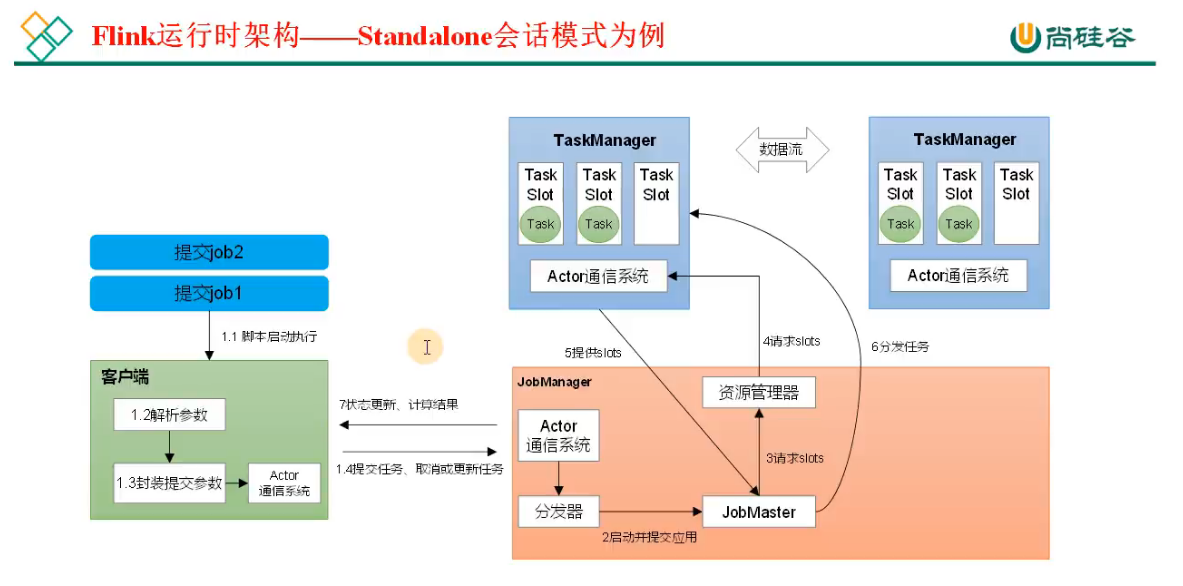 Flink运行时架构——Standalone会话模式为例
尚硅谷
TaskManager
Task
Slot
Task
Task
Slot
Task
Task
Slot
Actor通信系统
数据流
TaskManager
Task
Slot
Task
Task
Slot
Task
Task
Slot
Actor通信系统
提交job2
提交job1
1.1 脚本启动执行
客户端
1.2解析参数
1.3封装提交参数
Actor
通信系统
7状态更新、计算结果
1.4提交任务、取消或更新任务
5提供slots
4请求slots
6分发任务
JobManager
资源管理器
Actor
通信系统
3请求slots
分发器
JobMaster
2启动并提交应用